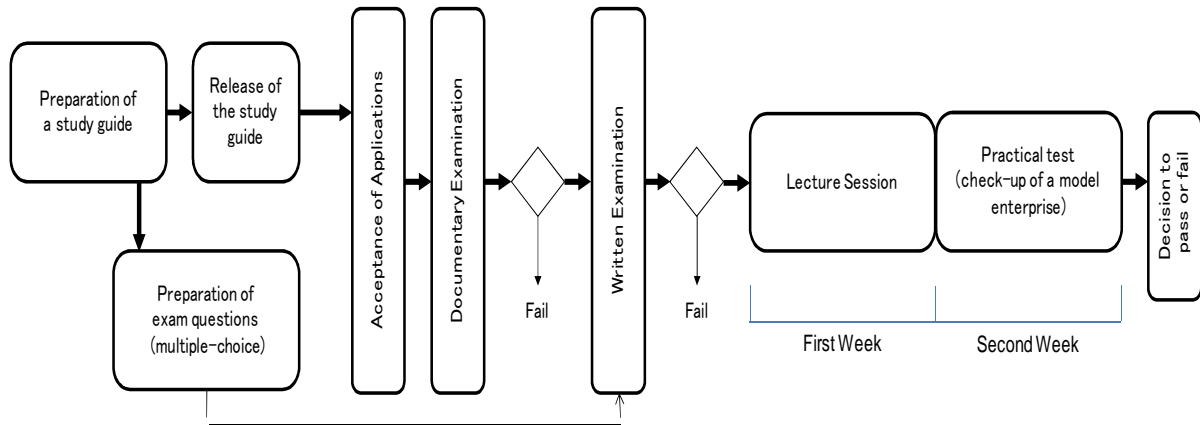 Preparation of
a study guide
Release of
the study
guide
Preparation of
exam questions
(multiple-choice)
Acceptance of Applications
Documentary Examination
Fail
Written Examination
Fail
Lecture Session
Practical test
(check-up of a model
enterprise)
First Week
Second Week
Decision to
pass or fail